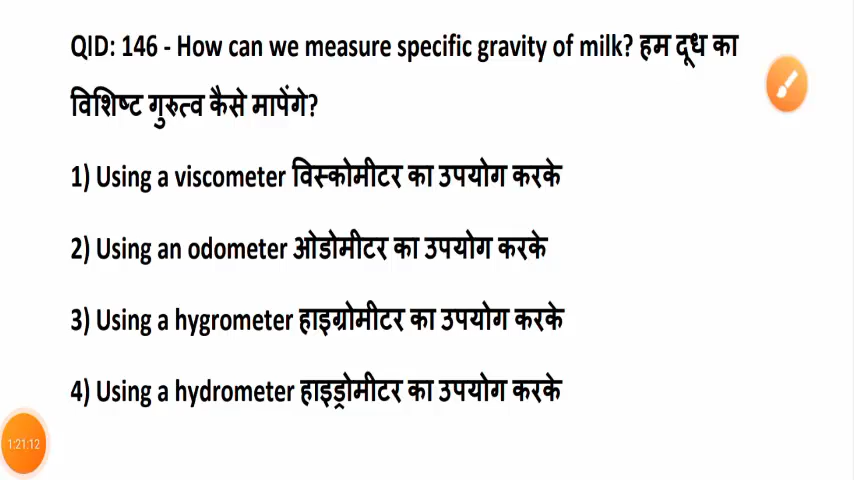 QID: 146 - How can we measure specific gravity of milk? हम दूध का
विशिष्ट गुरुत्व कैसे मापेंगे?
1) Using a viscometer विस्कोमीटर का उपयोग करके
2) Using an odometer ओडोमीटर का उपयोग करके
3) Using a hygrometer हाइग्रोमीटर का उपयोग करके
4) Using a hydrometer हाइड्रोमीटर का उपयोग करके
1:21:12